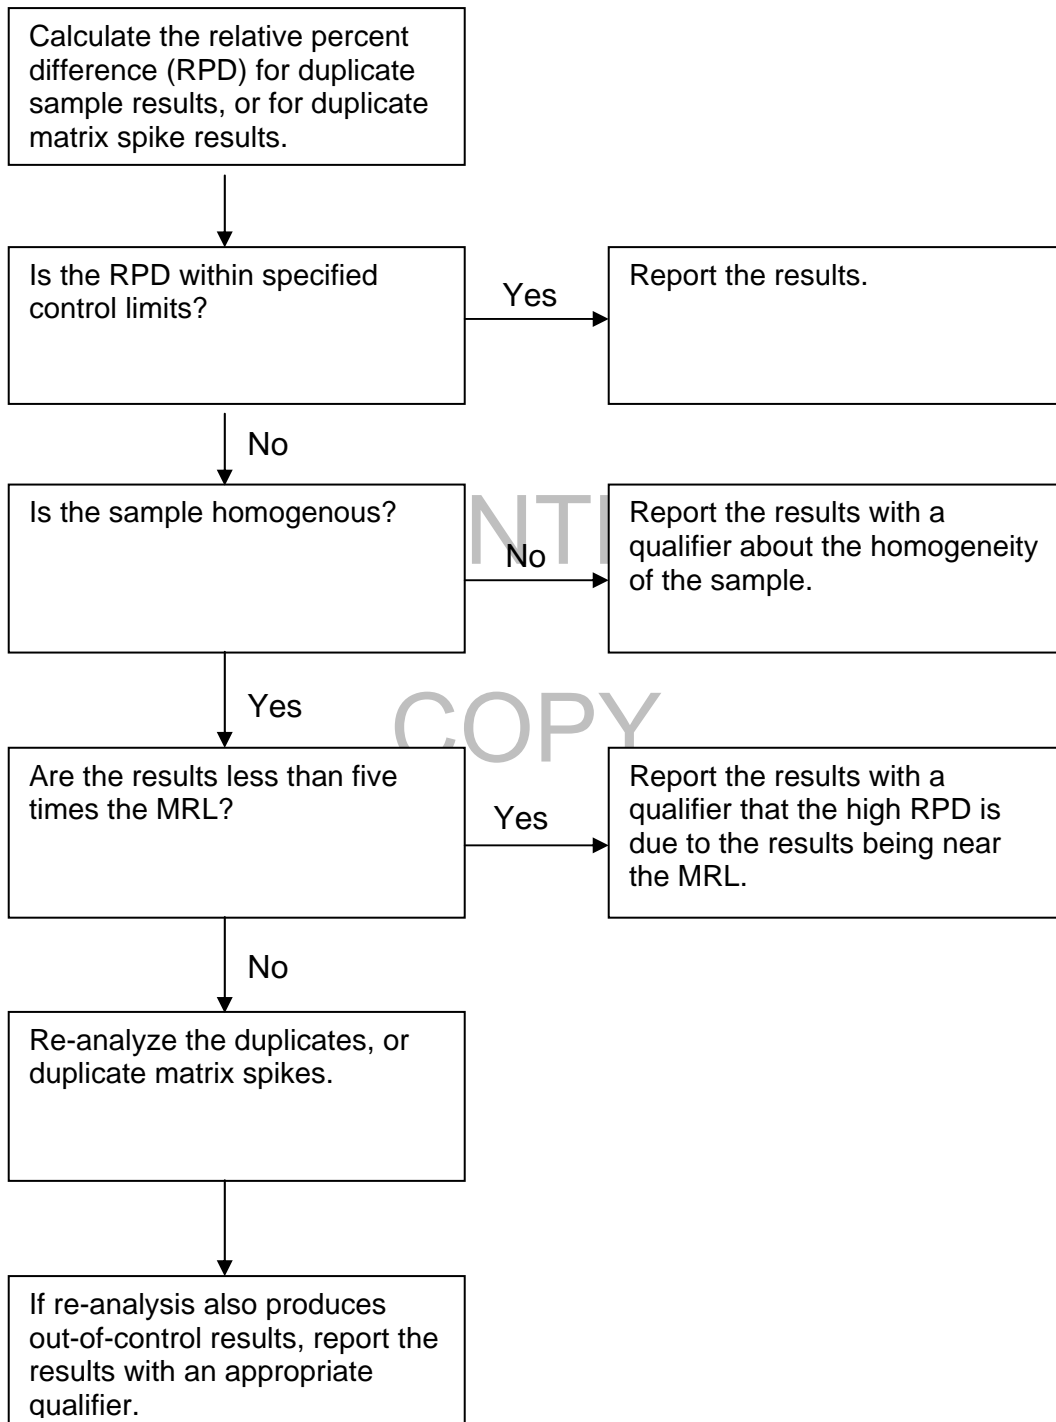 Calculate the relative percent
difference (RPD) for duplicate
sample results, or for duplicate
matrix spike results.
Is the RPD within specified
control limits?
Yes
Report the results.
No
Is the sample homogenous?
No
Report the results with a
qualifier about the homogeneity
of the sample.
Yes
COPY
Are the results less than five
times the MRL?
Yes
Report the results with a
qualifier that the high RPD is
due to the results being near
the MRL.
No
Re-analyze the duplicates, or
duplicate matrix spikes.
If re-analysis also produces
out-of-control results, report the
results with an appropriate
qualifier.